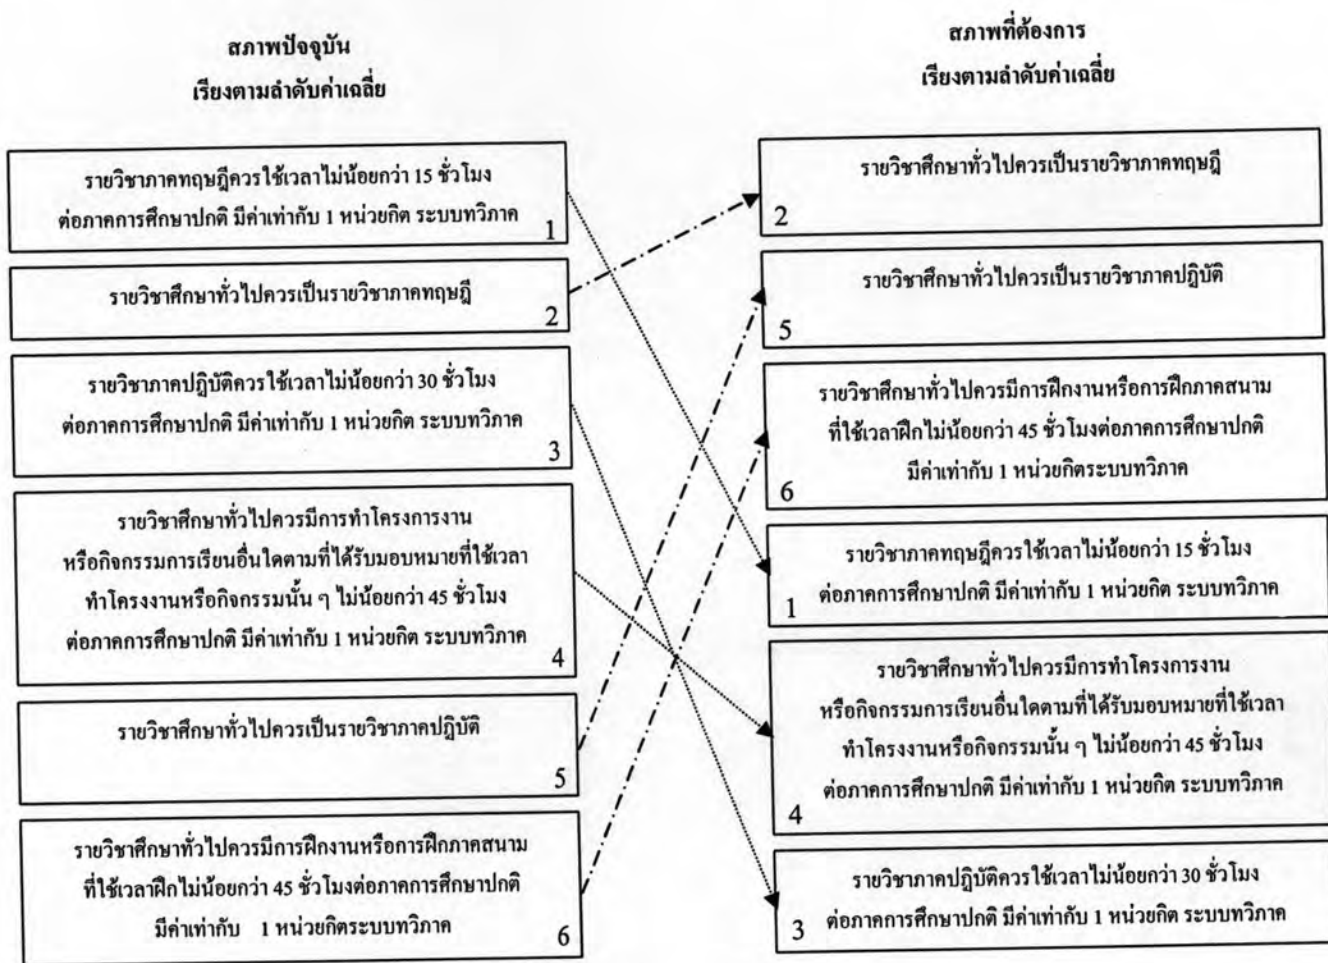 สภาพปัจจุบัน
เรียงตามลำดับค่าเฉลี่ย
รายวิชาภาคทฤษฎีควรใช้เวลาไม่น้อยกว่า 15 ชั่วโมง
ต่อภาคการศึกษาปกติ มีค่าเท่ากับ 1 หน่วยกิต ระบบทวิภาค
1
รายวิชาศึกษาทั่วไปควรเป็นรายวิชาภาคทฤษฎี
2
รายวิชาภาคปฏิบัติควรใช้เวลาไม่น้อยกว่า 30 ชั่วโมง
ต่อภาคการศึกษาปกติ มีค่าเท่ากับ 1 หน่วยกิต ระบบทวิภาค
3
รายวิชาศึกษาทั่วไปควรมีการทำโครงการงาน
หรือกิจกรรมการเรียนอื่นใดตามที่ได้รับมอบหมายที่ใช้เวลา
ทำโครงงานหรือกิจกรรมนั้น ๆ ไม่น้อยกว่า 45 ชั่วโมง
ต่อภาคการศึกษาปกติ มีค่าเท่ากับ 1 หน่วยกิต ระบบทวิภาค
4
รายวิชาศึกษาทั่วไปควรเป็นรายวิชาภาคปฏิบัติ
5
รายวิชาศึกษาทั่วไปควรมีการฝึกงานหรือการฝึกภาคสนาม
ที่ใช้เวลาฝึกไม่น้อยกว่า 45 ชั่วโมงต่อภาคการศึกษาปกติ
มีค่าเท่ากับ 1 หน่วยกิตระบบทวิภาค
6
สภาพที่ต้องการ
เรียงตามลำดับค่าเฉลี่ย
รายวิชาศึกษาทั่วไปควรเป็นรายวิชาภาคทฤษฎี
2
รายวิชาศึกษาทั่วไปควรเป็นรายวิชาภาคปฏิบัติ
5
รายวิชาศึกษาทั่วไปควรมีการฝึกงานหรือการฝึกภาคสนาม
ที่ใช้เวลาฝึกไม่น้อยกว่า 45 ชั่วโมงต่อภาคการศึกษาปกติ
มีค่าเท่ากับ 1 หน่วยกิตระบบทวิภาค
6
รายวิชาภาคทฤษฎีควรใช้เวลาไม่น้อยกว่า 15 ชั่วโมง
ต่อภาคการศึกษาปกติ มีค่าเท่ากับ 1 หน่วยกิต ระบบทวิภาค
1
รายวิชาศึกษาทั่วไปควรมีการทำโครงการงาน
หรือกิจกรรมการเรียนอื่นใดตามที่ได้รับมอบหมายที่ใช้เวลา
ทำโครงงานหรือกิจกรรมนั้น ๆ ไม่น้อยกว่า 45 ชั่วโมง
ต่อภาคการศึกษาปกติ มีค่าเท่ากับ 1 หน่วยกิต ระบบทวิภาค
4
รายวิชาภาคปฏิบัติควรใช้เวลาไม่น้อยกว่า 30 ชั่วโมง
ต่อภาคการศึกษาปกติ มีค่าเท่ากับ 1 หน่วยกิต ระบบทวิภาค
3